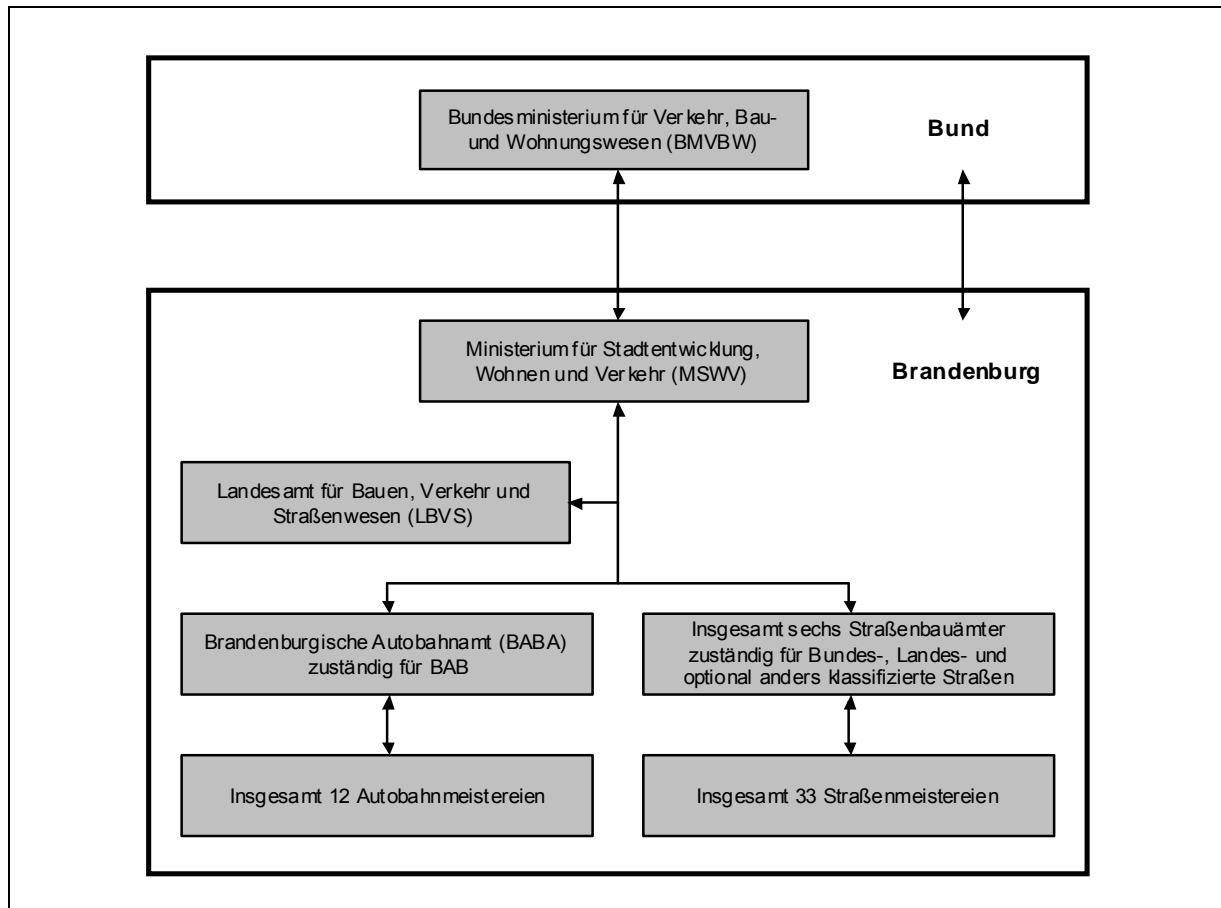 Bundesministerium für Verkehr, Bau-
und Wohnungswesen (BMVBW)
Bund
Ministerium für Stadtentwicklung,
Wohnen und Verkehr (MSWV)
Brandenburg
Landesamt für Bauen, Verkehr und
Straßenwesen (LBVS)
Brandenburgische Autobahnamt (BABA)
zuständig für BAB
Insgesamt sechs Straßenbauämter
zuständig für Bundes-, Landes- und
optional anders klassifizierte Straßen
Insgesamt 12 Autobahnmeistereien
Insgesamt 33 Straßenmeistereien